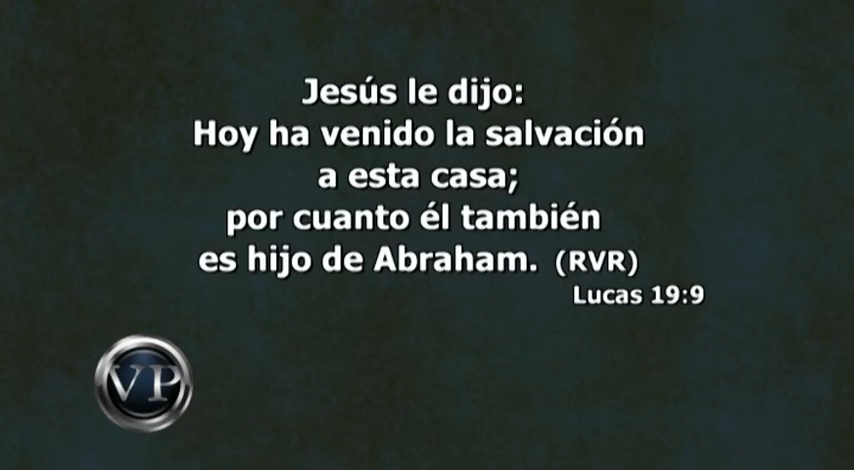 Jesús le dijo:
Hoy ha venido la salvación
a esta casa;
por cuanto él también
es hijo de Abraham. (RVR)
Lucas 19:9
VP